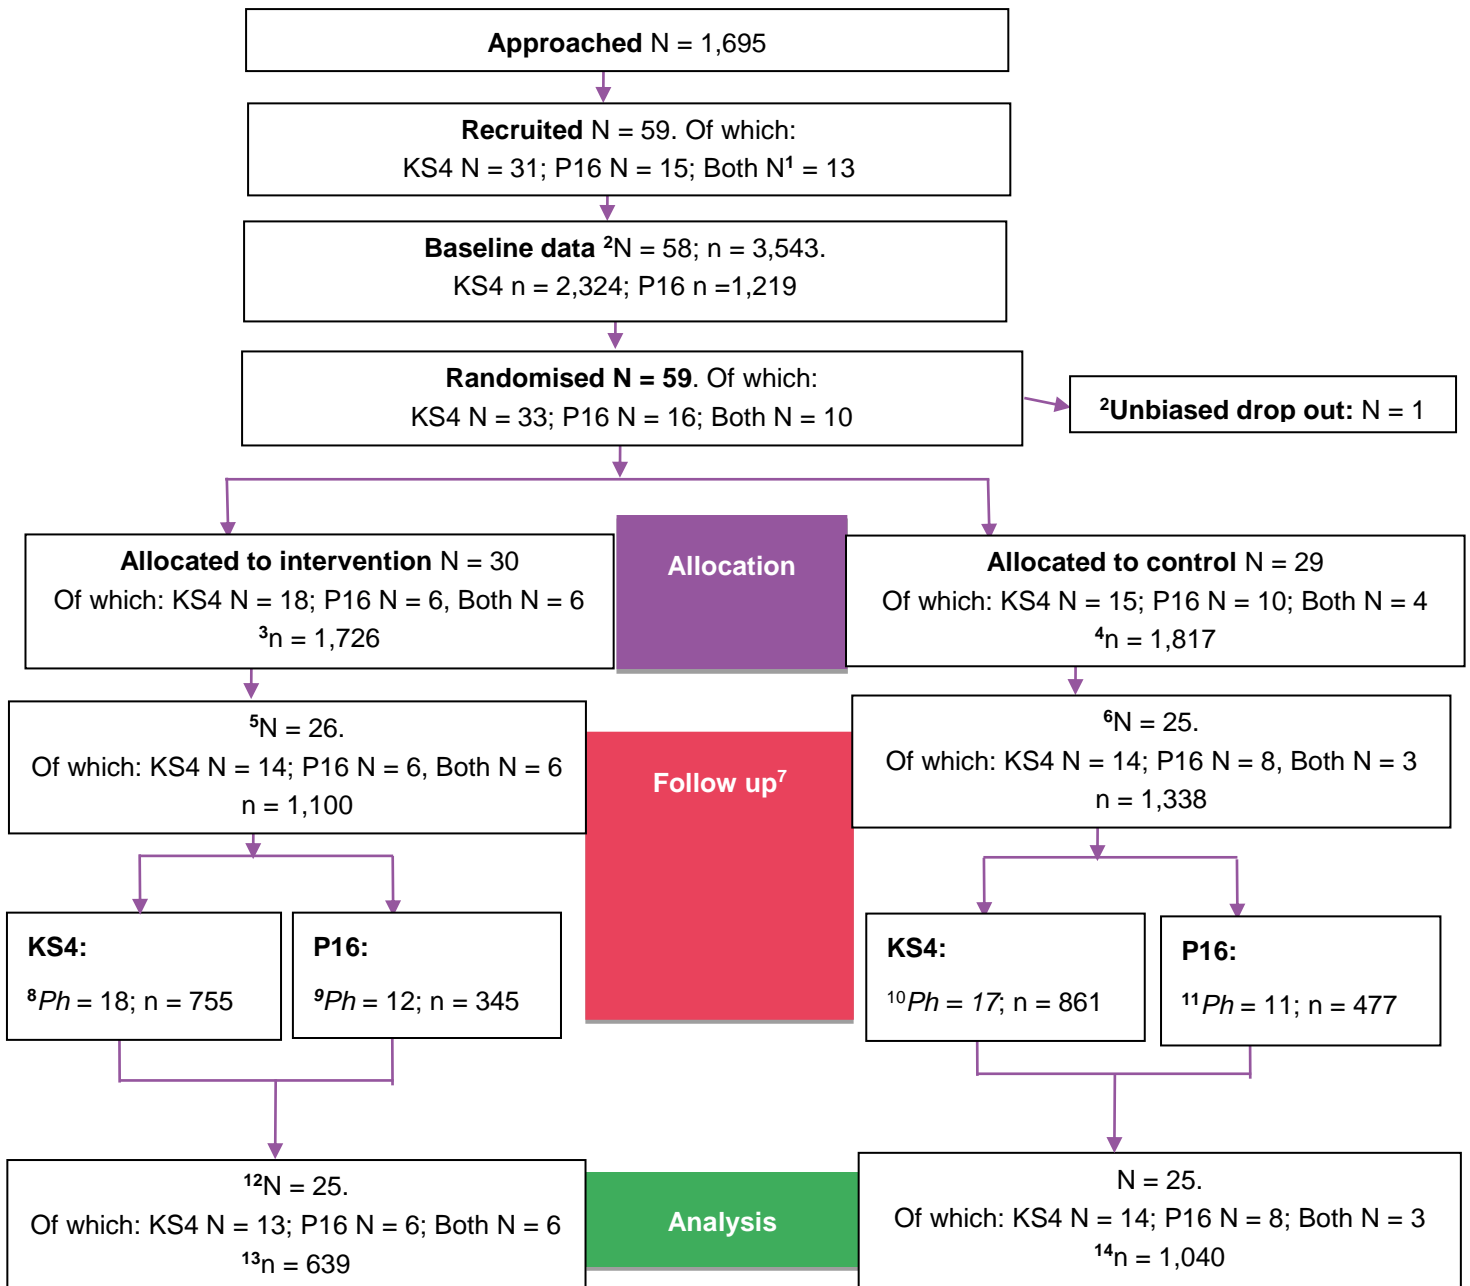 Approached N = 1,695
Recruited N = 59. Of which:
KS4 N = 31; P16 N = 15; Both N¹ = 13
Baseline data ²N = 58; n = 3,543.
KS4 n = 2,324; P16 n =1,219
Randomised N = 59. Of which:
KS4 N = 33; P16 N = 16; Both N = 10
²Unbiased drop out: N = 1
Allocated to intervention N = 30
Of which: KS4 N = 18; P16 N = 6, Both N = 6
³n = 1,726
Allocation
Allocated to control N = 29
Of which: KS4 N = 15; P16 N = 10; Both N = 4
⁴n = 1,817
⁵N = 26.
Of which: KS4 N = 14; P16 N = 6, Both N = 6
n = 1,100
Follow up⁷
⁶N = 25.
Of which: KS4 N = 14; P16 N = 8, Both N = 3
n = 1,338
KS4:
⁸Ph = 18; n = 755
P16:
⁹Ph = 12; n = 345
KS4:
¹⁰Ph = 17; n = 861
P16:
¹¹Ph = 11; n = 477
¹²N = 25.
Of which: KS4 N = 13; P16 N = 6; Both N = 6
¹³n = 639
Analysis
N = 25.
Of which: KS4 N = 14; P16 N = 8; Both N = 3
¹⁴n = 1,040